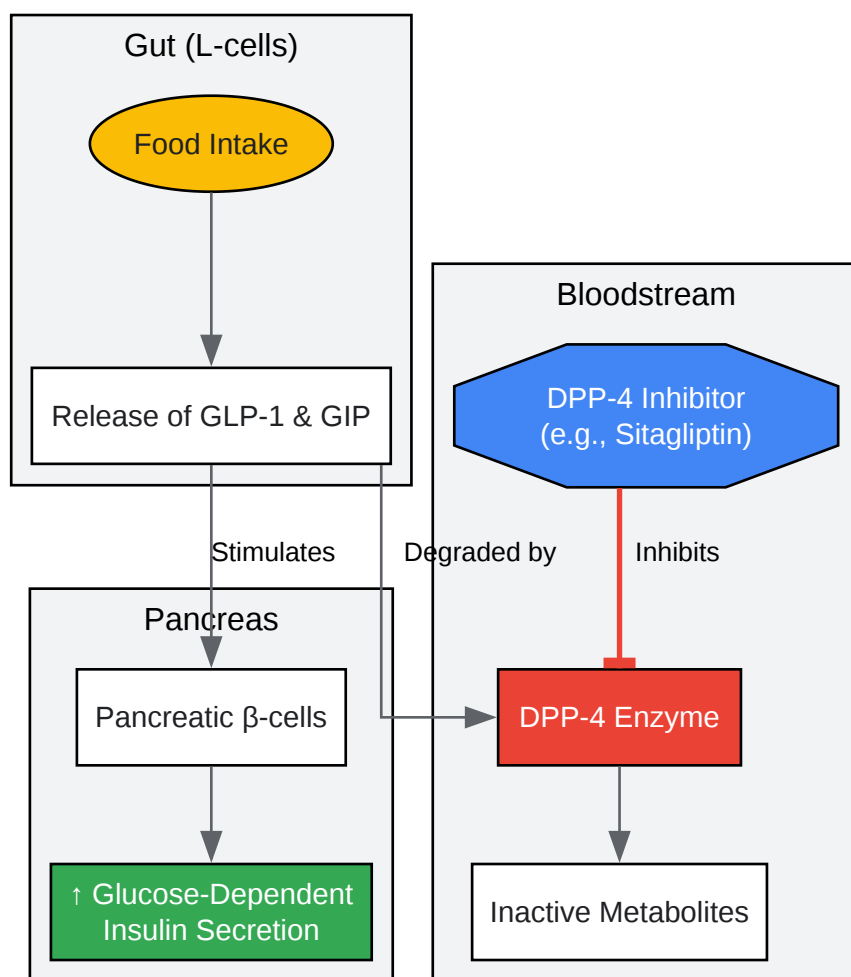 Gut (L-cells)
Food Intake
Release of GLP-1 & GIP
Bloodstream
DPP-4 Inhibitor
(e.g., Sitagliptin)
Stimulates
Degraded by
Inhibits
Pancreas
Pancreatic β-cells
DPP-4 Enzyme
↑ Glucose-Dependent
Insulin Secretion
Inactive Metabolites